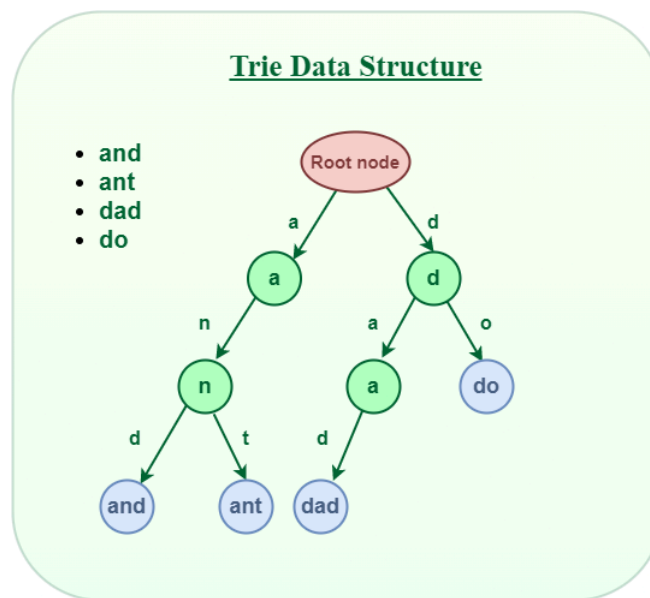 Trie Data Structure
and
ant
dad
do
Root node
a
d
a
d
n
a
o
n
a
do
d
t
d
and
ant
dad